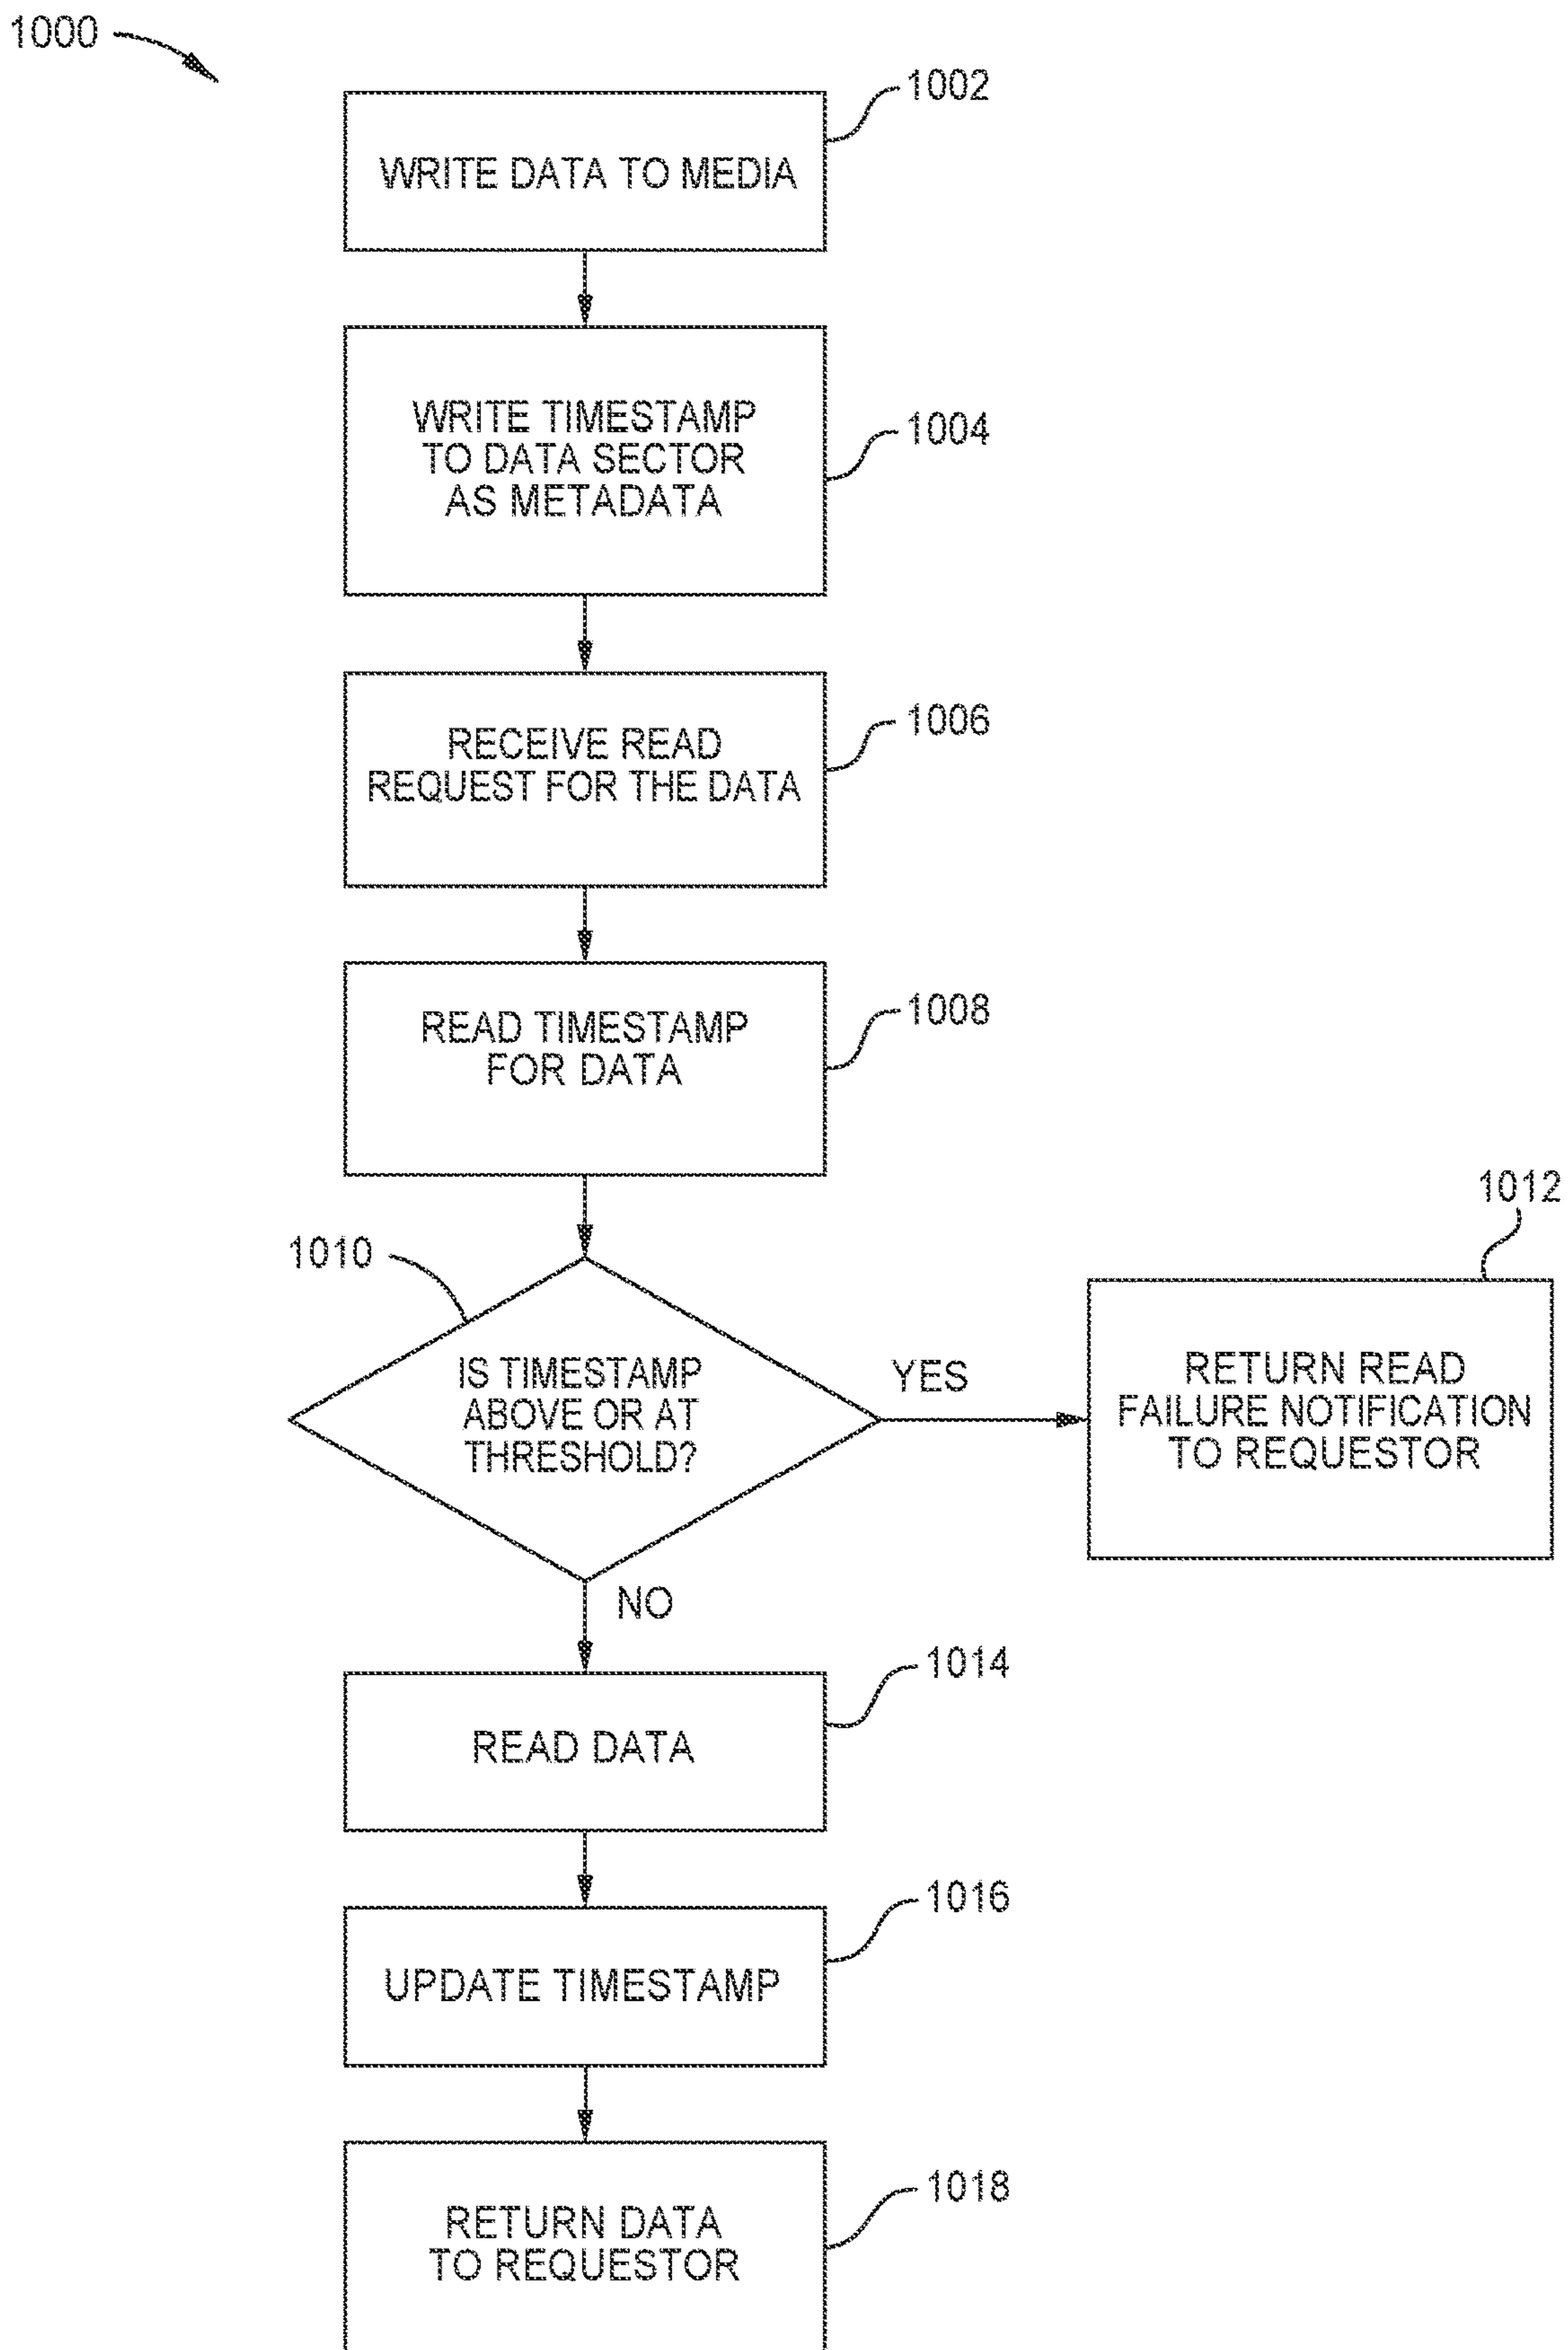 1000
1002
WRITE DATA TO MEDIA
WRITE TIMESTAMP
TO DATA SECTOR
AS METADATA
1004
RECEIVE READ
REQUEST FOR THE DATA
1006
READ TIMESTAMP
FOR DATA
1008
1010
IS TIMESTAMP
ABOVE OR AT
THRESHOLD?
YES
1012
RETURN READ
FAILURE NOTIFICATION
TO REQUESTOR
NO
1014
READ DATA
1016
UPDATE TIMESTAMP
1018
RETURN DATA
TO REQUESTOR